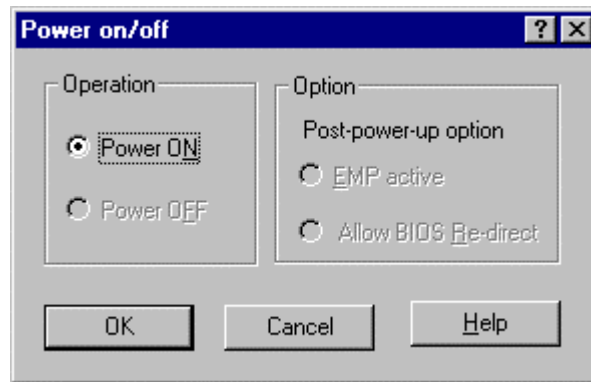 Power on/off
Operation
Power ON
Power OFF
Option
Post-power-up option
EMP active
Allow BIOS Re-direct
OK
Cancel
Help